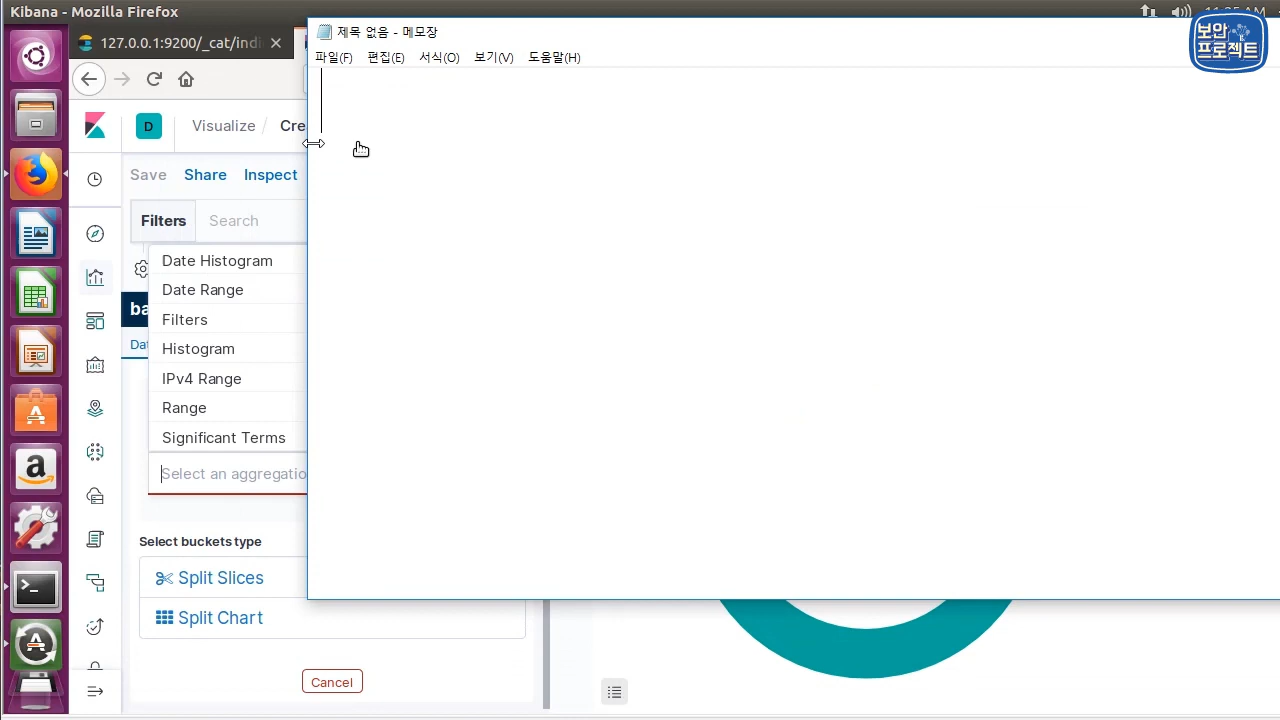 Kibana - Mozilla Firefox
제목 없음 - 메모장
보안
프로젝트
127.0.0.1:9200/_cat/indi
파일(F) 편집(E) 서식(O) 보기(V) 도움말(H)
D Visualize / Cre
Save Share Inspect
Filters Search
Date Histogram
Date Range
Filters
ba
Histogram
Dat
IPv4 Range
Range
Significant Terms
Select an aggregatio
Select buckets type
Split Slices
Split Chart
Cancel